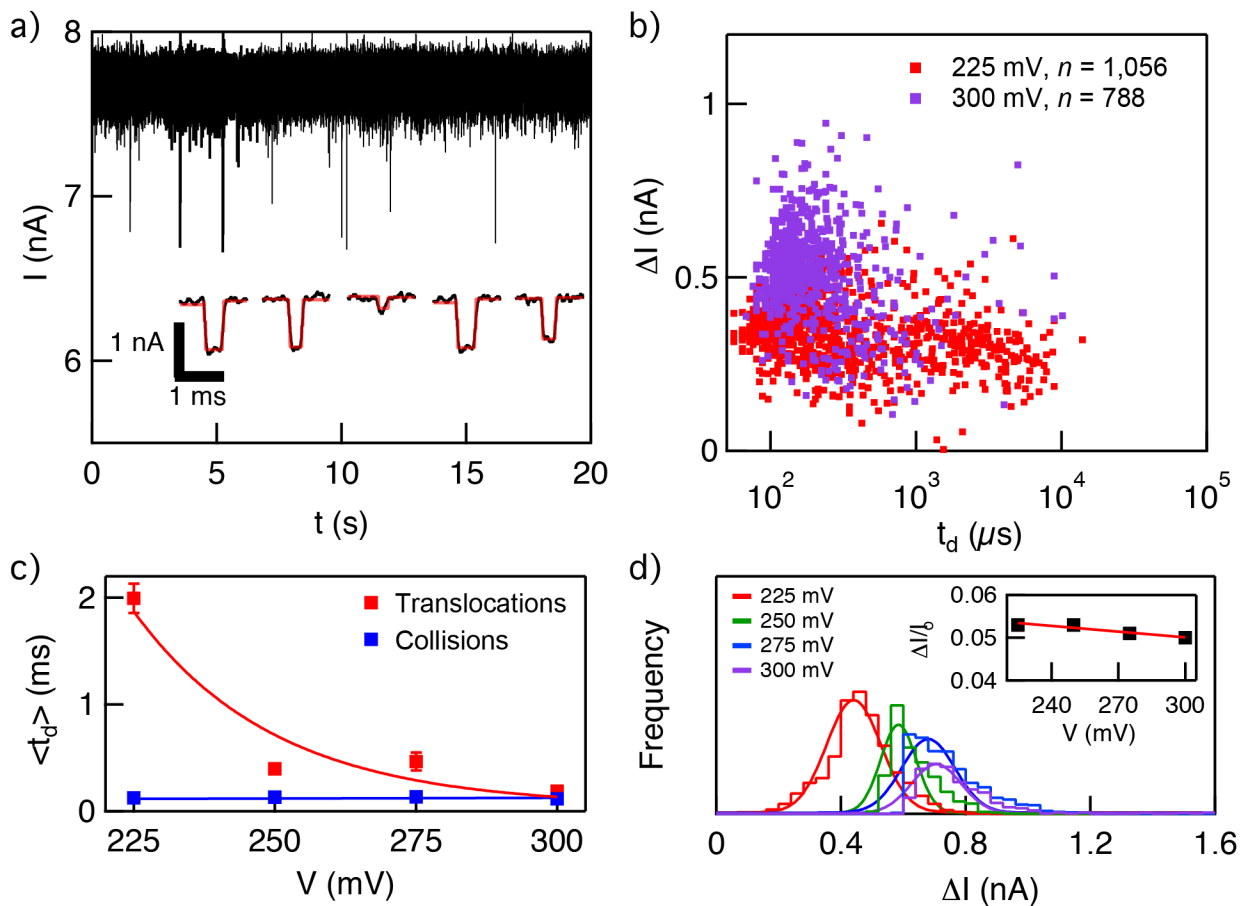 a)
8
7
6
I (nA)
1 nA
1 ms
0 5 10 15 20
t (s)
b)
225 mV, n = 1,056
300 mV, n = 788
1
0.5
0
ΔI (nA)
10² 10³ 10⁴ 10⁵
t_d (µs)
c)
2
1
0
<t_d> (ms)
Translocations
Collisions
225 250 275 300
V (mV)
d)
225 mV
250 mV
275 mV
300 mV
Frequency
0.06
0.05
0.04
ΔI/I₀
240 270 300
V (mV)
0 0.4 0.8 1.2 1.6
ΔI (nA)